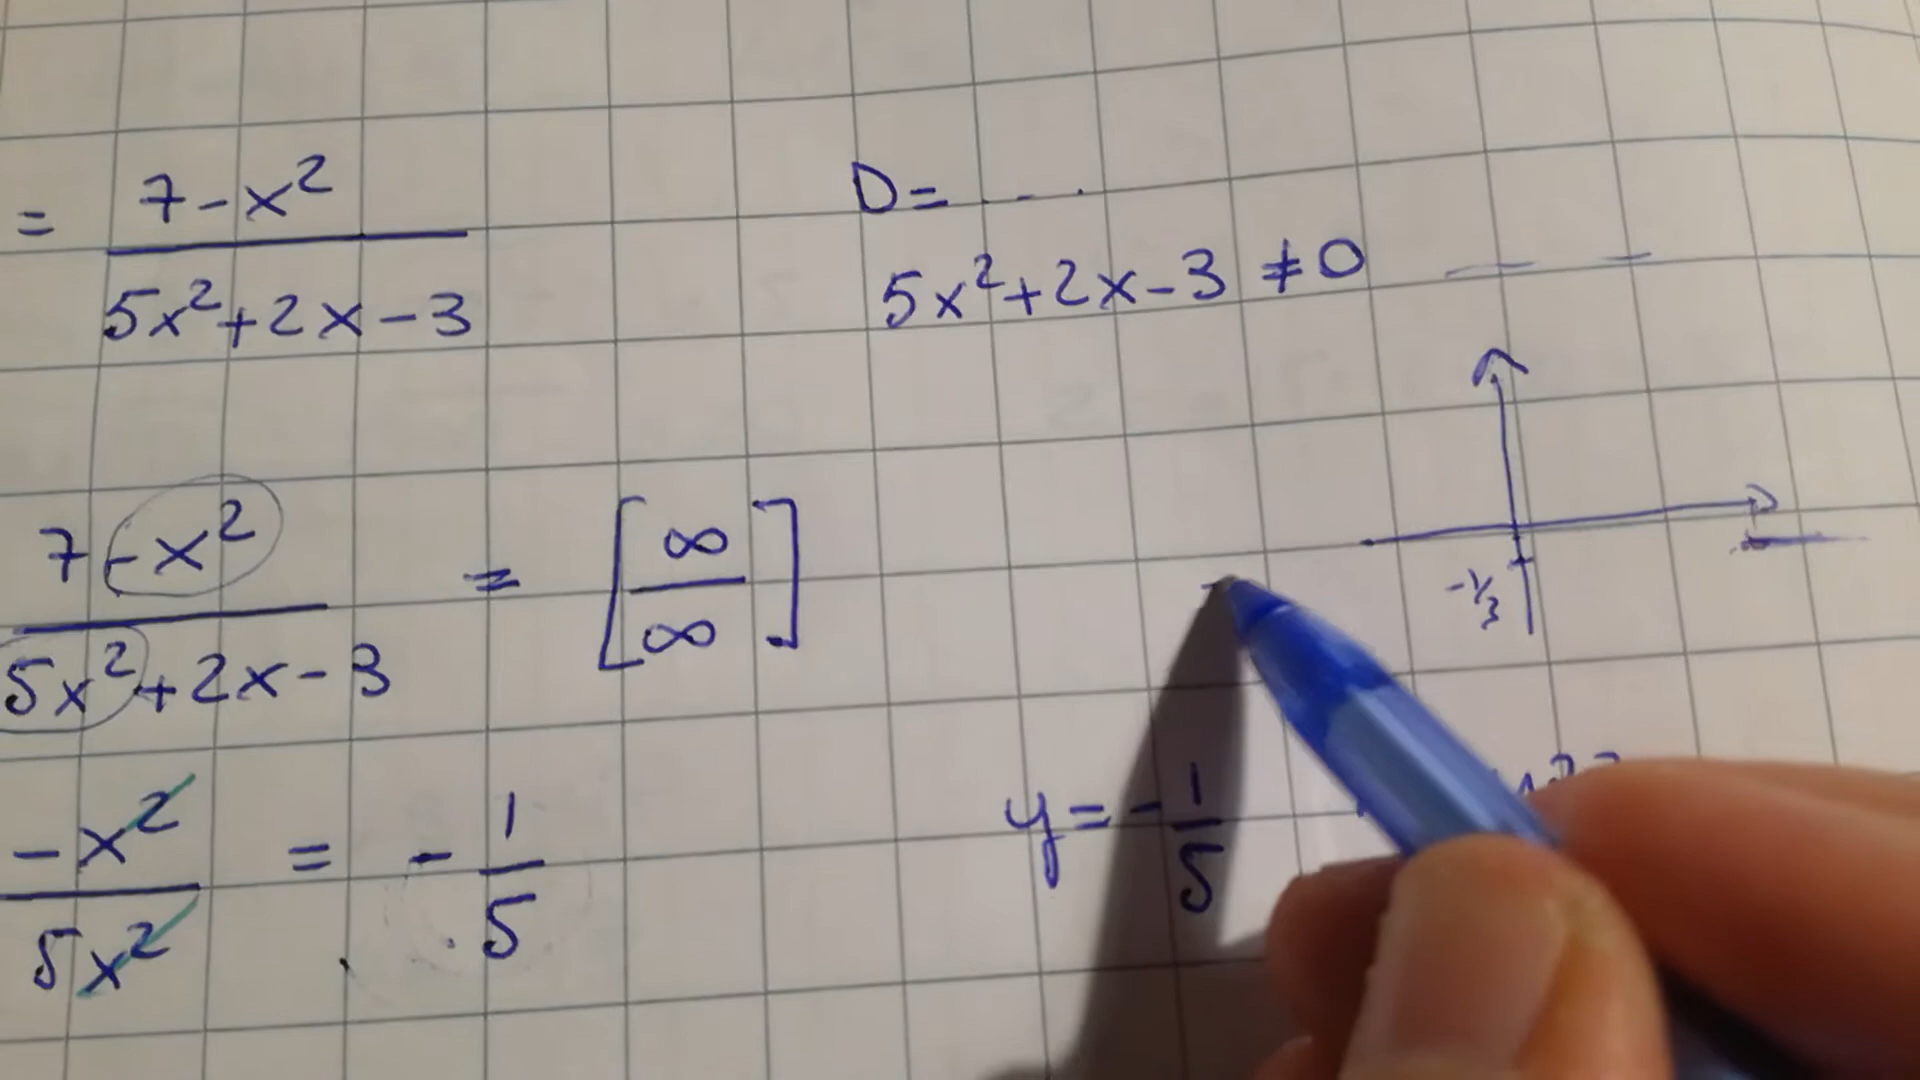 = 7-x² / 5x²+2x-3
D= ....
5x²+2x-3 ≠0
7-x² / 5x²+2x-3 = [∞/∞]
-1/3
-x² / 5x² = -1/5
y=-1/5